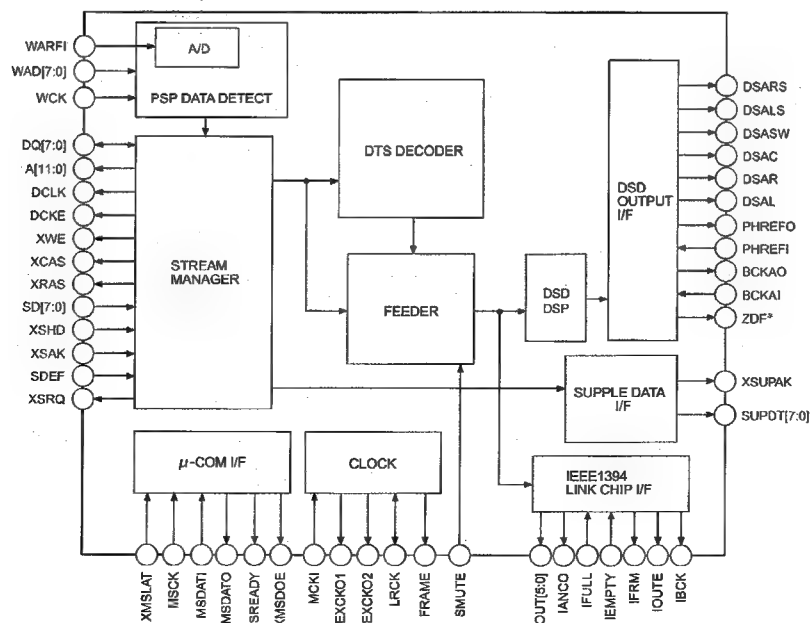 WARFI
WAD[7:0]
WCK
A/D
PSP DATA DETECT
DQ[7:0]
A[11:0]
DCLK
DCKE
XWE
XCAS
XRAS
SD[7:0]
XSHD
XSAK
SDEF
XSRQ
STREAM
MANAGER
DTS DECODER
FEEDER
DSD
DSP
DSD
OUTPUT
I/F
DSARS
DSALS
DSASW
DSAC
DSAR
DSAL
PHREFO
PHREFI
BCKAO
BCKAI
ZDF*
SUPPLE DATA
I/F
XSUPAK
SUPDT[7:0]
µ-COM I/F
CLOCK
IEEE1394
LINK CHIP I/F
XMSLAT
MSCK
MSDATI
MSDATO
SREADY
XMSDOE
MCKI
EXCKO1
EXCKO2
LRCK
FRAME
SMUTE
OUT[5:0]
IANCO
IFULL
IEMPTY
IFRM
IOUTE
IBCK